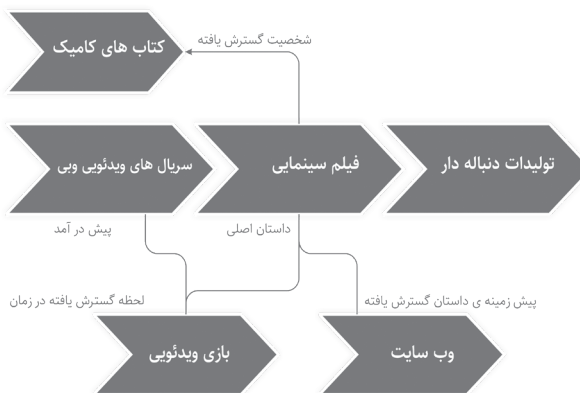 شخصیت گسترش یافته
کتاب های کامیک
تولیدات دنباله دار
فیلم سینمایی
سریال های ویدئویی وبی
داستان اصلی
پیش در آمد
پیش زمینه ی داستان گسترش یافته
لحظه گسترش یافته در زمان
وب سایت
بازی ویدئویی